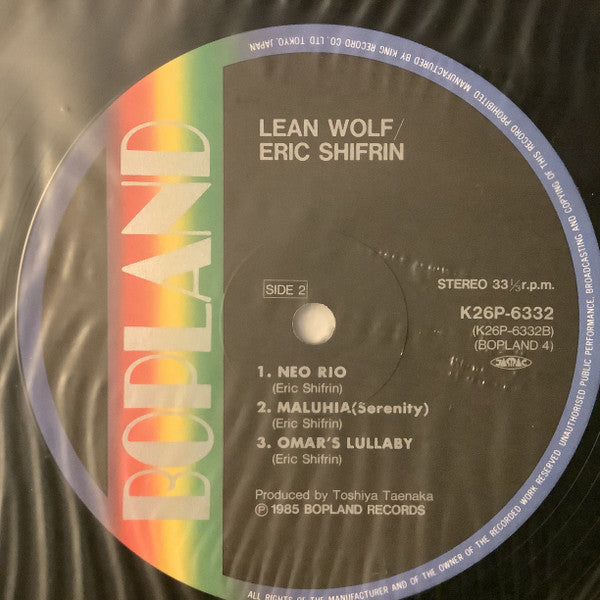 BOPLAND
LEAN WOLF/
ERIC SHIFRIN
SIDE 2
STEREO 33⅓r.p.m.
K26P-6332
(K26P-6332B)
(BOPLAND 4)
JASRAC
1. NEO RIO
(Eric Shifrin)
2. MALUHIA(Serenity)
(Eric Shifrin)
3. OMAR'S LULLABY
(Eric Shifrin)
Produced by Toshiya Taenaka
Ⓟ 1985 BOPLAND RECORDS
ALL RIGHTS OF THE MANUFACTURER AND OF THE OWNER OF THE RECORDED WORK RESERVED UNAUTHORISED PUBLIC PERFORMANCE, BROADCASTING AND COPYING OF THIS RECORD PROHIBITED MANUFACTURED BY KING RECORD CO. LTD TOKYO, JAPAN